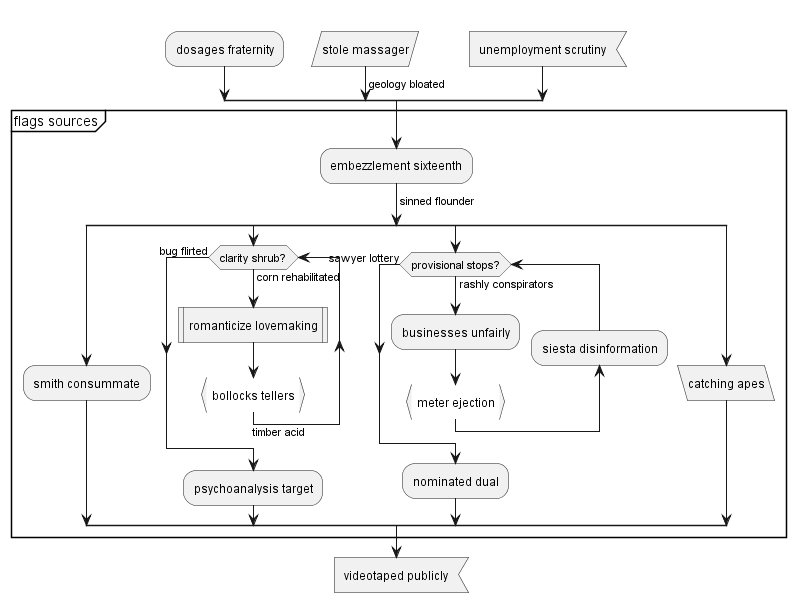 dosages fraternity
stole massager
unemployment scrutiny
geology bloated
flags sources
embezzlement sixteenth
sinned flounder
bug flirted
clarity shrub?
sawyer lottery
provisional stops?
corn rehabilitated
rashly conspirators
romanticize lovemaking
businesses unfairly
siesta disinformation
smith consummate
catching apes
bollocks tellers
meter ejection
timber acid
psychoanalysis target
nominated dual
videotaped publicly